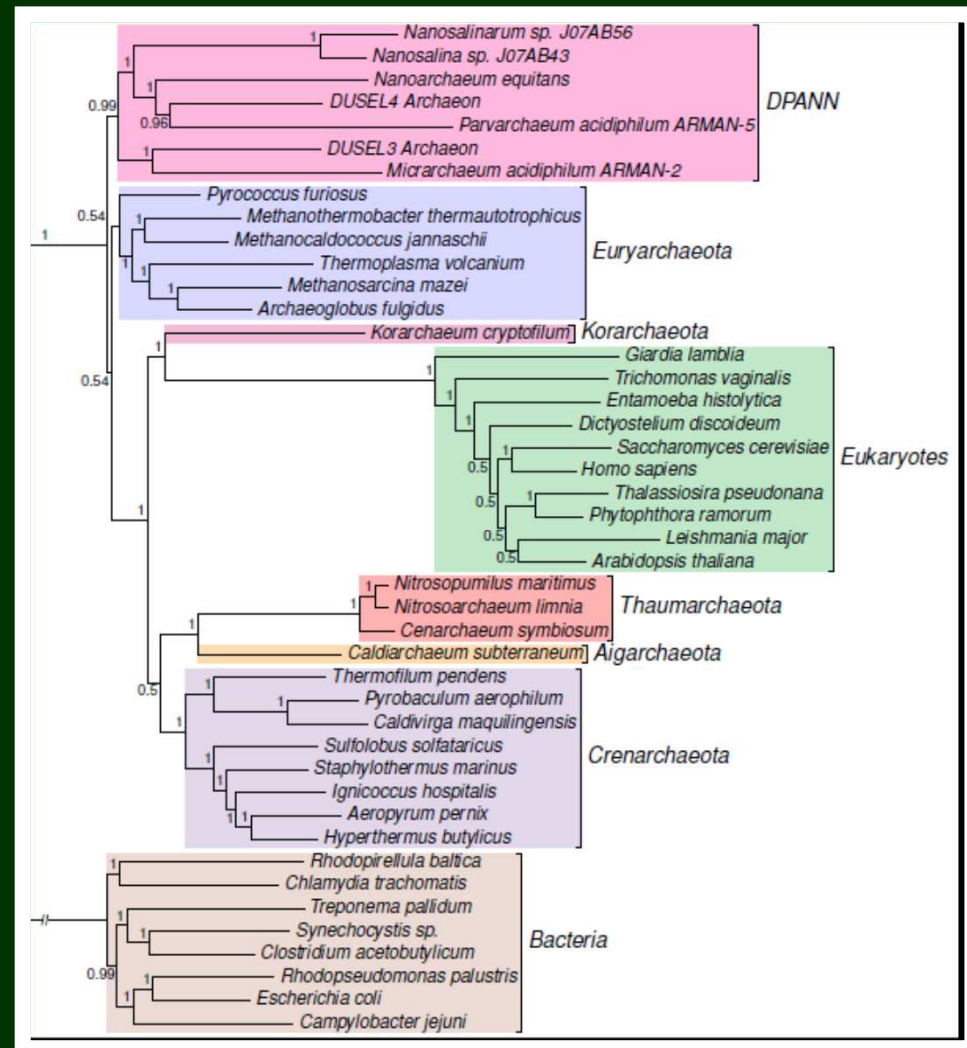 1 Nanosalinarum sp. J07AB56
1 Nanosalina sp. J07AB43
1 Nanoarchaeum equitans
0.99 DUSEL4 Archaeon DPANN
0.96 Parvarchaeum acidiphilum ARMAN-5
1 DUSEL3 Archaeon
Micrarchaeum acidiphilum ARMAN-2
Pyrococcus furiosus
0.54 1 Methanothermobacter thermautotrophicus
1 Methanocaldococcus jannaschii Euryarchaeota
1 1 Thermoplasma volcanium
1 Methanosarcina mazei
Archaeoglobus fulgidus
Korarchaeum cryptofilum Korarchaeota
1 Giardia lamblia
0.54 1 Trichomonas vaginalis
1 Entamoeba histolytica
1 Dictyostelium discoideum
1 Saccharomyces cerevisiae Eukaryotes
0.5 Homo sapiens
0.5 1 Thalassiosira pseudonana
1 Phytophthora ramorum
0.5 Leishmania major
0.5 Arabidopsis thaliana
1 Nitrosopumilus maritimus
1 Nitrosoarchaeum limnia Thaumarchaeota
1 Cenarchaeum symbiosum
Caldiarchaeum subterraneum Aigarchaeota
1 Thermofilum pendens
0.5 1 Pyrobaculum aerophilum
1 Caldivirga maquilingensis
1 Sulfolobus solfataricus Crenarchaeota
1 Staphylothermus marinus
Ignicoccus hospitalis
1 1 Aeropyrum pernix
Hyperthermus butylicus
1 Rhodopirellula baltica
Chlamydia trachomatis
1 Treponema pallidum
1 Synechocystis sp. Bacteria
Clostridium acetobutylicum
0.99 1 Rhodopseudomonas palustris
1 Escherichia coli
Campylobacter jejuni